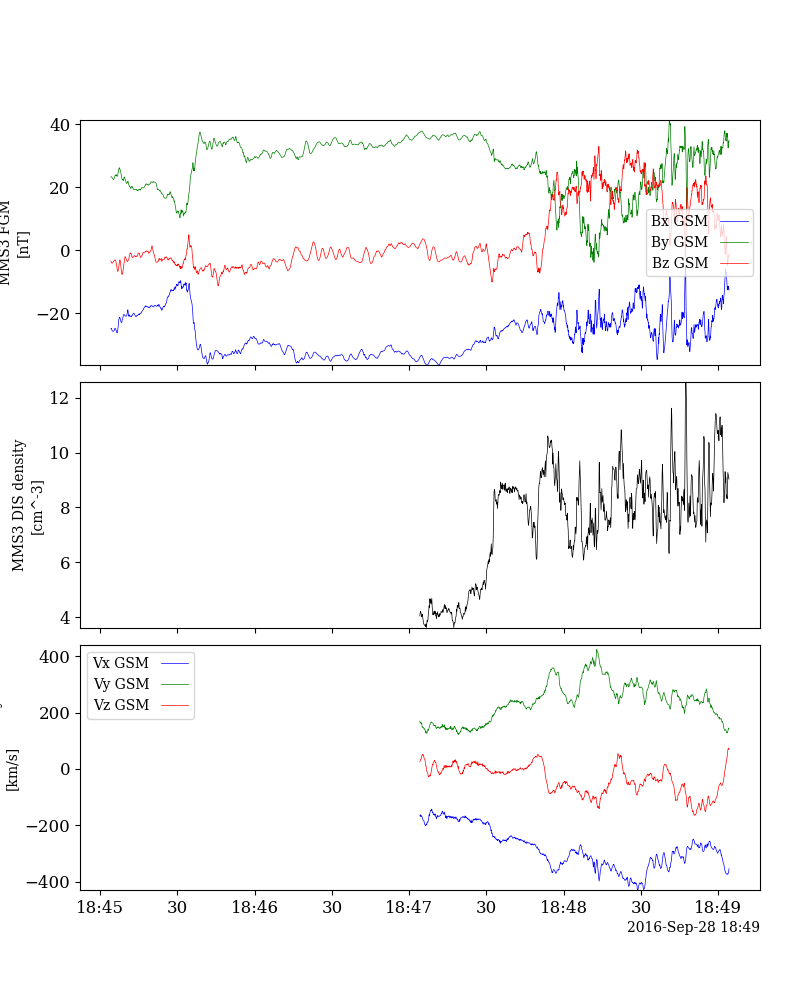 40
20
0
−20
MMS3 FGM
[nT]
Bx GSM
By GSM
Bz GSM
12
10
8
6
4
MMS3 DIS density
[cm^-3]
400
200
0
−200
−400
[km/s]
Vx GSM
Vy GSM
Vz GSM
18:45 30 18:46 30 18:47 30 18:48 30 18:49
2016-Sep-28 18:49